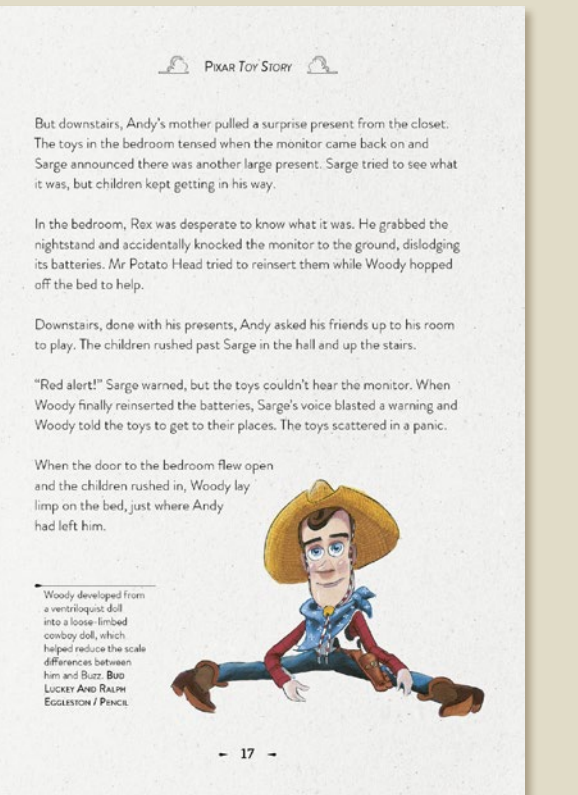 PIXAR TOY STORY
But downstairs, Andy's mother pulled a surprise present from the closet.
The toys in the bedroom tensed when the monitor came back on and
Sarge announced there was another large present. Sarge tried to see what
it was, but children kept getting in his way.
In the bedroom, Rex was desperate to know what it was. He grabbed the
nightstand and accidentally knocked the monitor to the ground, dislodging
its batteries. Mr Potato Head tried to reinsert them while Woody hopped
off the bed to help.
Downstairs, done with his presents, Andy asked his friends up to his room
to play. The children rushed past Sarge in the hall and up the stairs.
"Red alert!" Sarge warned, but the toys couldn't hear the monitor. When
Woody finally reinserted the batteries, Sarge's voice blasted a warning and
Woody told the toys to get to their places. The toys scattered in a panic.
When the door to the bedroom flew open
and the children rushed in, Woody lay
limp on the bed, just where Andy
had left him.
Woody developed from
a ventriloquist doll
into a loose-limbed
cowboy doll, which
helped reduce the scale
differences between
him and Buzz. BUD
LUCKEY AND RALPH
EGGLESTON / PENCIL
17